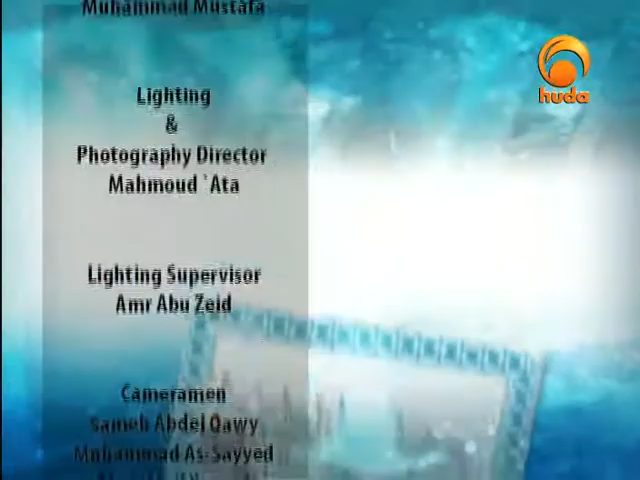 Muhammad Mustafa
huda
Lighting
&
Photography Director
Mahmoud `Ata
Lighting Supervisor
Amr Abu Zeid
Cameramen
Sameh Abdel Qawy
Muhammad As-Sayyed